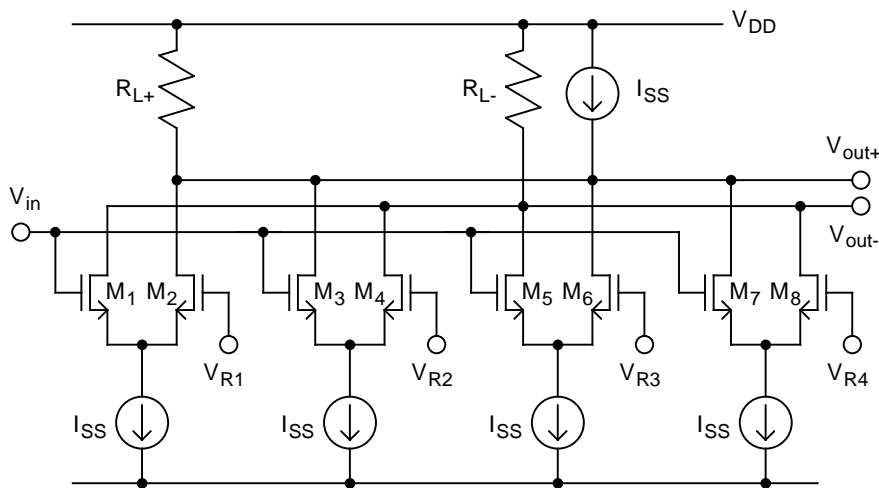 V_DD
R_L+
R_L-
I_SS
V_out+
V_in
V_out-
M_1 M_2 M_3 M_4 M_5 M_6 M_7 M_8
V_R1 V_R2 V_R3 V_R4
I_SS I_SS I_SS I_SS